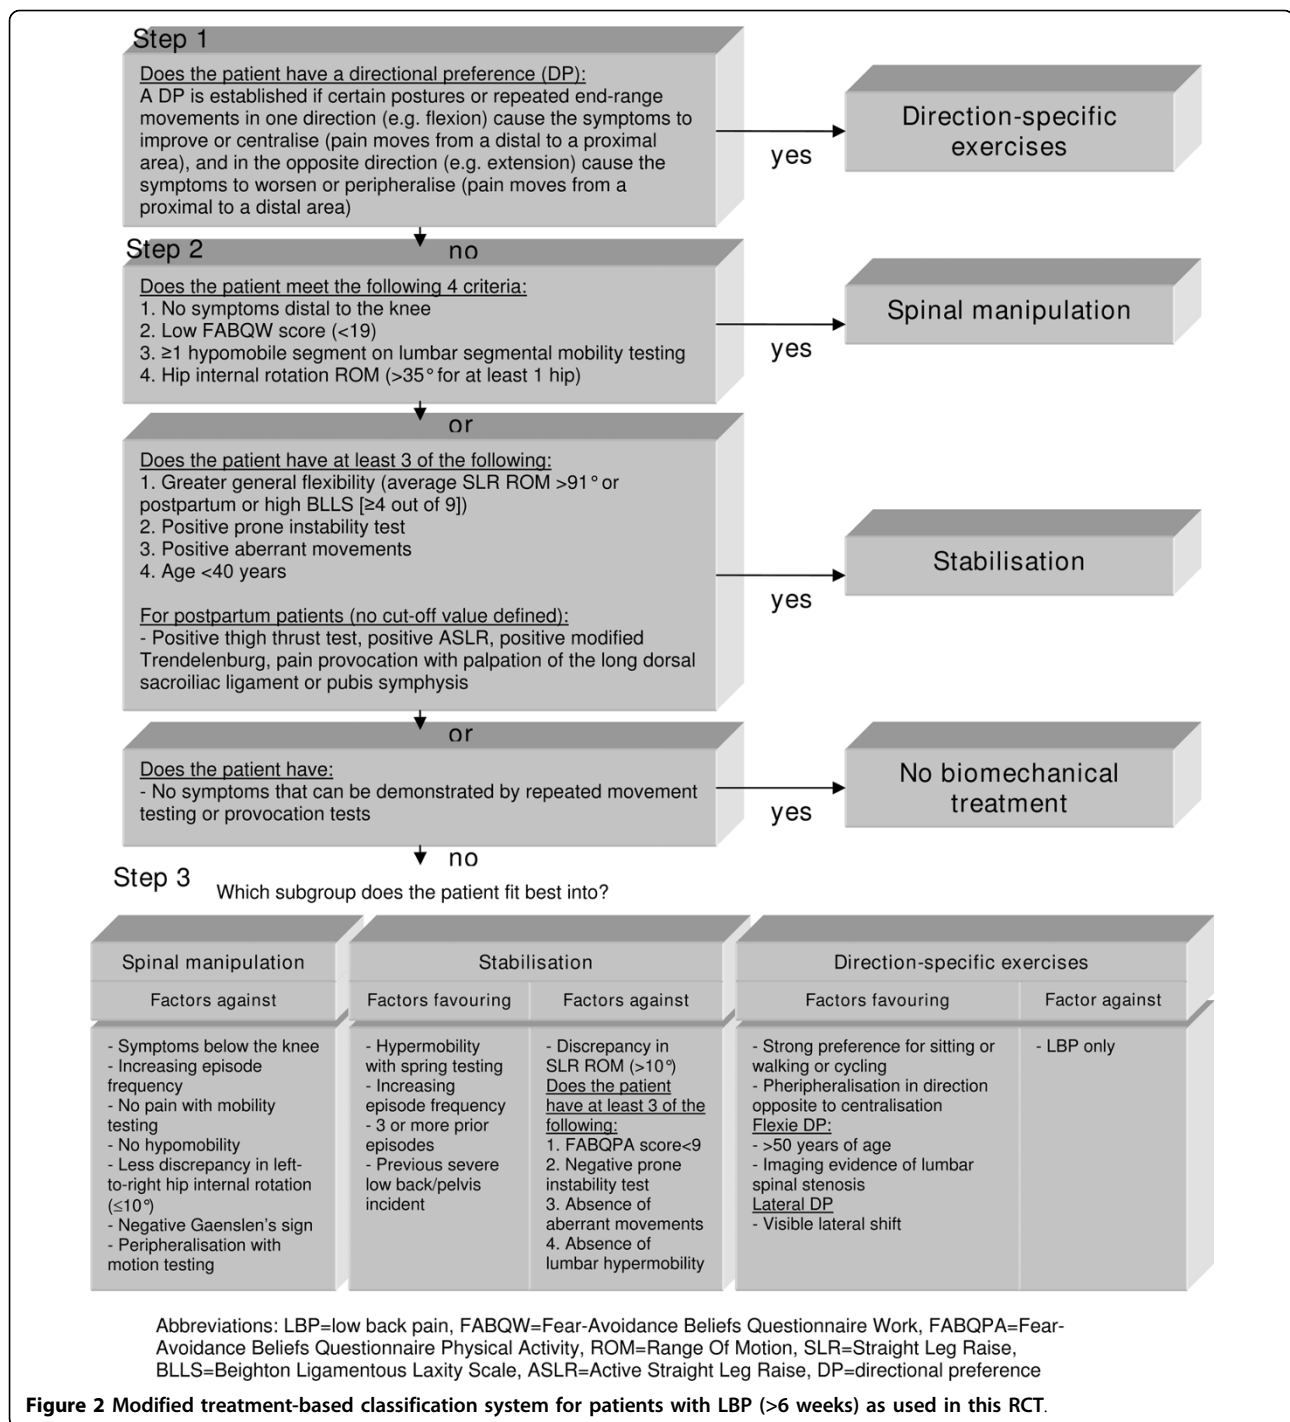 Step 1
Does the patient have a directional preference (DP):
A DP is established if certain postures or repeated end-range
movements in one direction (e.g. flexion) cause the symptoms to
improve or centralise (pain moves from a distal to a proximal
area), and in the opposite direction (e.g. extension) cause the
symptoms to worsen or peripheralise (pain moves from a
proximal to a distal area)
yes
Direction-specific
exercises
no
Step 2
Does the patient meet the following 4 criteria:
1. No symptoms distal to the knee
2. Low FABQW score (<19)
3. ≥1 hypomobile segment on lumbar segmental mobility testing
4. Hip internal rotation ROM (>35° for at least 1 hip)
yes
Spinal manipulation
or
Does the patient have at least 3 of the following:
1. Greater general flexibility (average SLR ROM >91° or
postpartum or high BLLS [≥4 out of 9])
2. Positive prone instability test
3. Positive aberrant movements
4. Age <40 years
For postpartum patients (no cut-off value defined):
- Positive thigh thrust test, positive ASLR, positive modified
Trendelenburg, pain provocation with palpation of the long dorsal
sacroiliac ligament or pubis symphysis
yes
Stabilisation
or
Does the patient have:
- No symptoms that can be demonstrated by repeated movement
testing or provocation tests
yes
No biomechanical
treatment
no
Step 3
Which subgroup does the patient fit best into?
Spinal manipulation
Factors against
- Symptoms below the knee
- Increasing episode
frequency
- No pain with mobility
testing
- No hypomobility
- Less discrepancy in left-
to-right hip internal rotation
(≤10°)
- Negative Gaenslen's sign
- Peripheralisation with
motion testing
Stabilisation
Factors favouring
- Hypermobility
with spring testing
- Increasing
episode frequency
- 3 or more prior
episodes
- Previous severe
low back/pelvis
incident
Factors against
- Discrepancy in
SLR ROM (>10°)
Does the patient
have at least 3 of the
following:
1. FABQPA score<9
2. Negative prone
instability test
3. Absence of
aberrant movements
4. Absence of
lumbar hypermobility
Direction-specific exercises
Factors favouring
- Strong preference for sitting or
walking or cycling
- Pheripheralisation in direction
opposite to centralisation
Flexie DP:
- >50 years of age
- Imaging evidence of lumbar
spinal stenosis
Lateral DP
- Visible lateral shift
Factor against
- LBP only
Abbreviations: LBP=low back pain, FABQW=Fear-Avoidance Beliefs Questionnaire Work, FABQPA=Fear-
Avoidance Beliefs Questionnaire Physical Activity, ROM=Range Of Motion, SLR=Straight Leg Raise,
BLLS=Beighton Ligamentous Laxity Scale, ASLR=Active Straight Leg Raise, DP=directional preference
Figure 2 Modified treatment-based classification system for patients with LBP (>6 weeks) as used in this RCT.